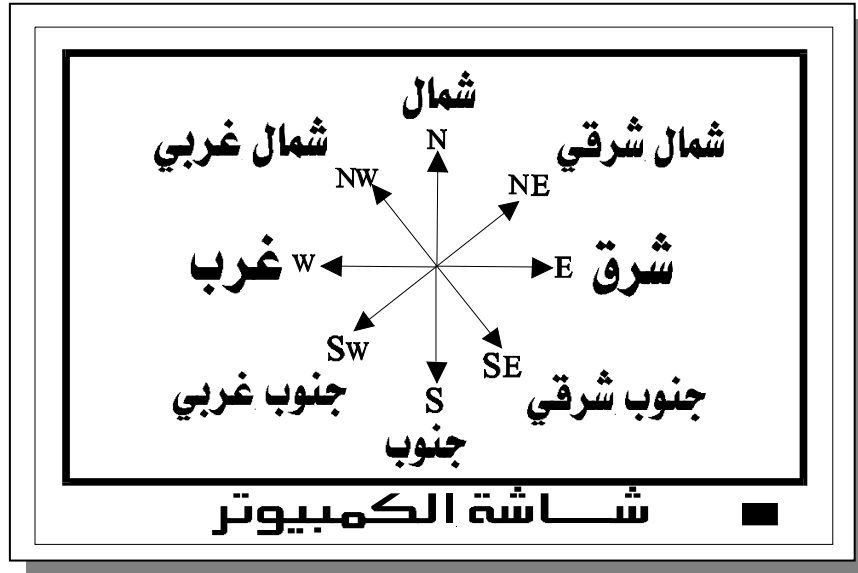 شمال
N
شمال شرقي
شمال غربي
NE
NW
شرق
E
W
غرب
SE
SW
جنوب شرقي
جنوب غربي
S
جنوب
شاشة الكمبيوتر